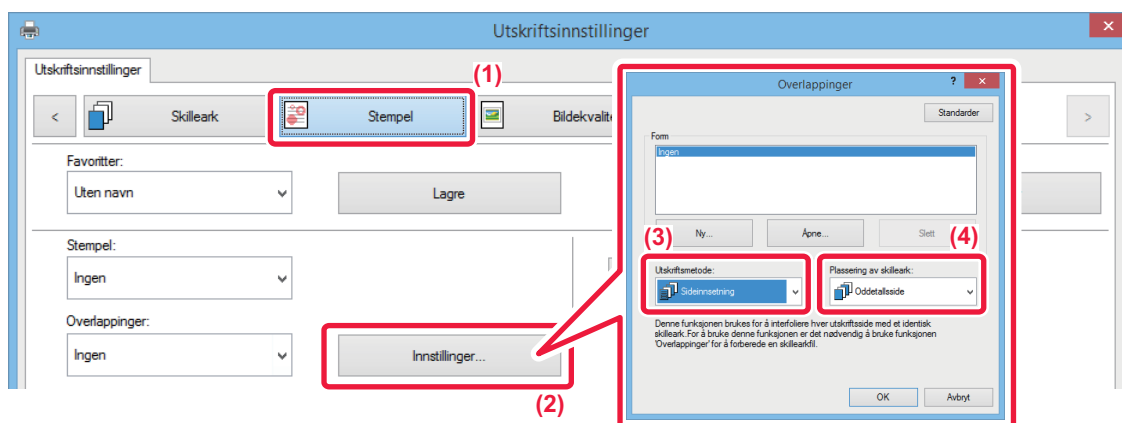 Utskriftsinnstillinger
Utskriftsinnstillinger
(1)
< Skilleark Stempel >
Favoritter:
Uten navn Lagre
Stempel:
Ingen
Overlappinger:
Ingen Innstillinger...
(2)
Overlappinger ? ×
Standarder
Form
Ingen
Ny... Åpne... Slett
(3) (4)
Utskriftsmetode: Plassering av skilleark:
Sideinnsetning Oddetallsside
Denne funksjonen brukes for å interfoliere hver utskriftsside med et identisk
skilleark. For å bruke denne funksjonen er det nødvendig å bruke funksjonen
'Overlappinger' for å forberede en skillearkfil.
OK Avbryt